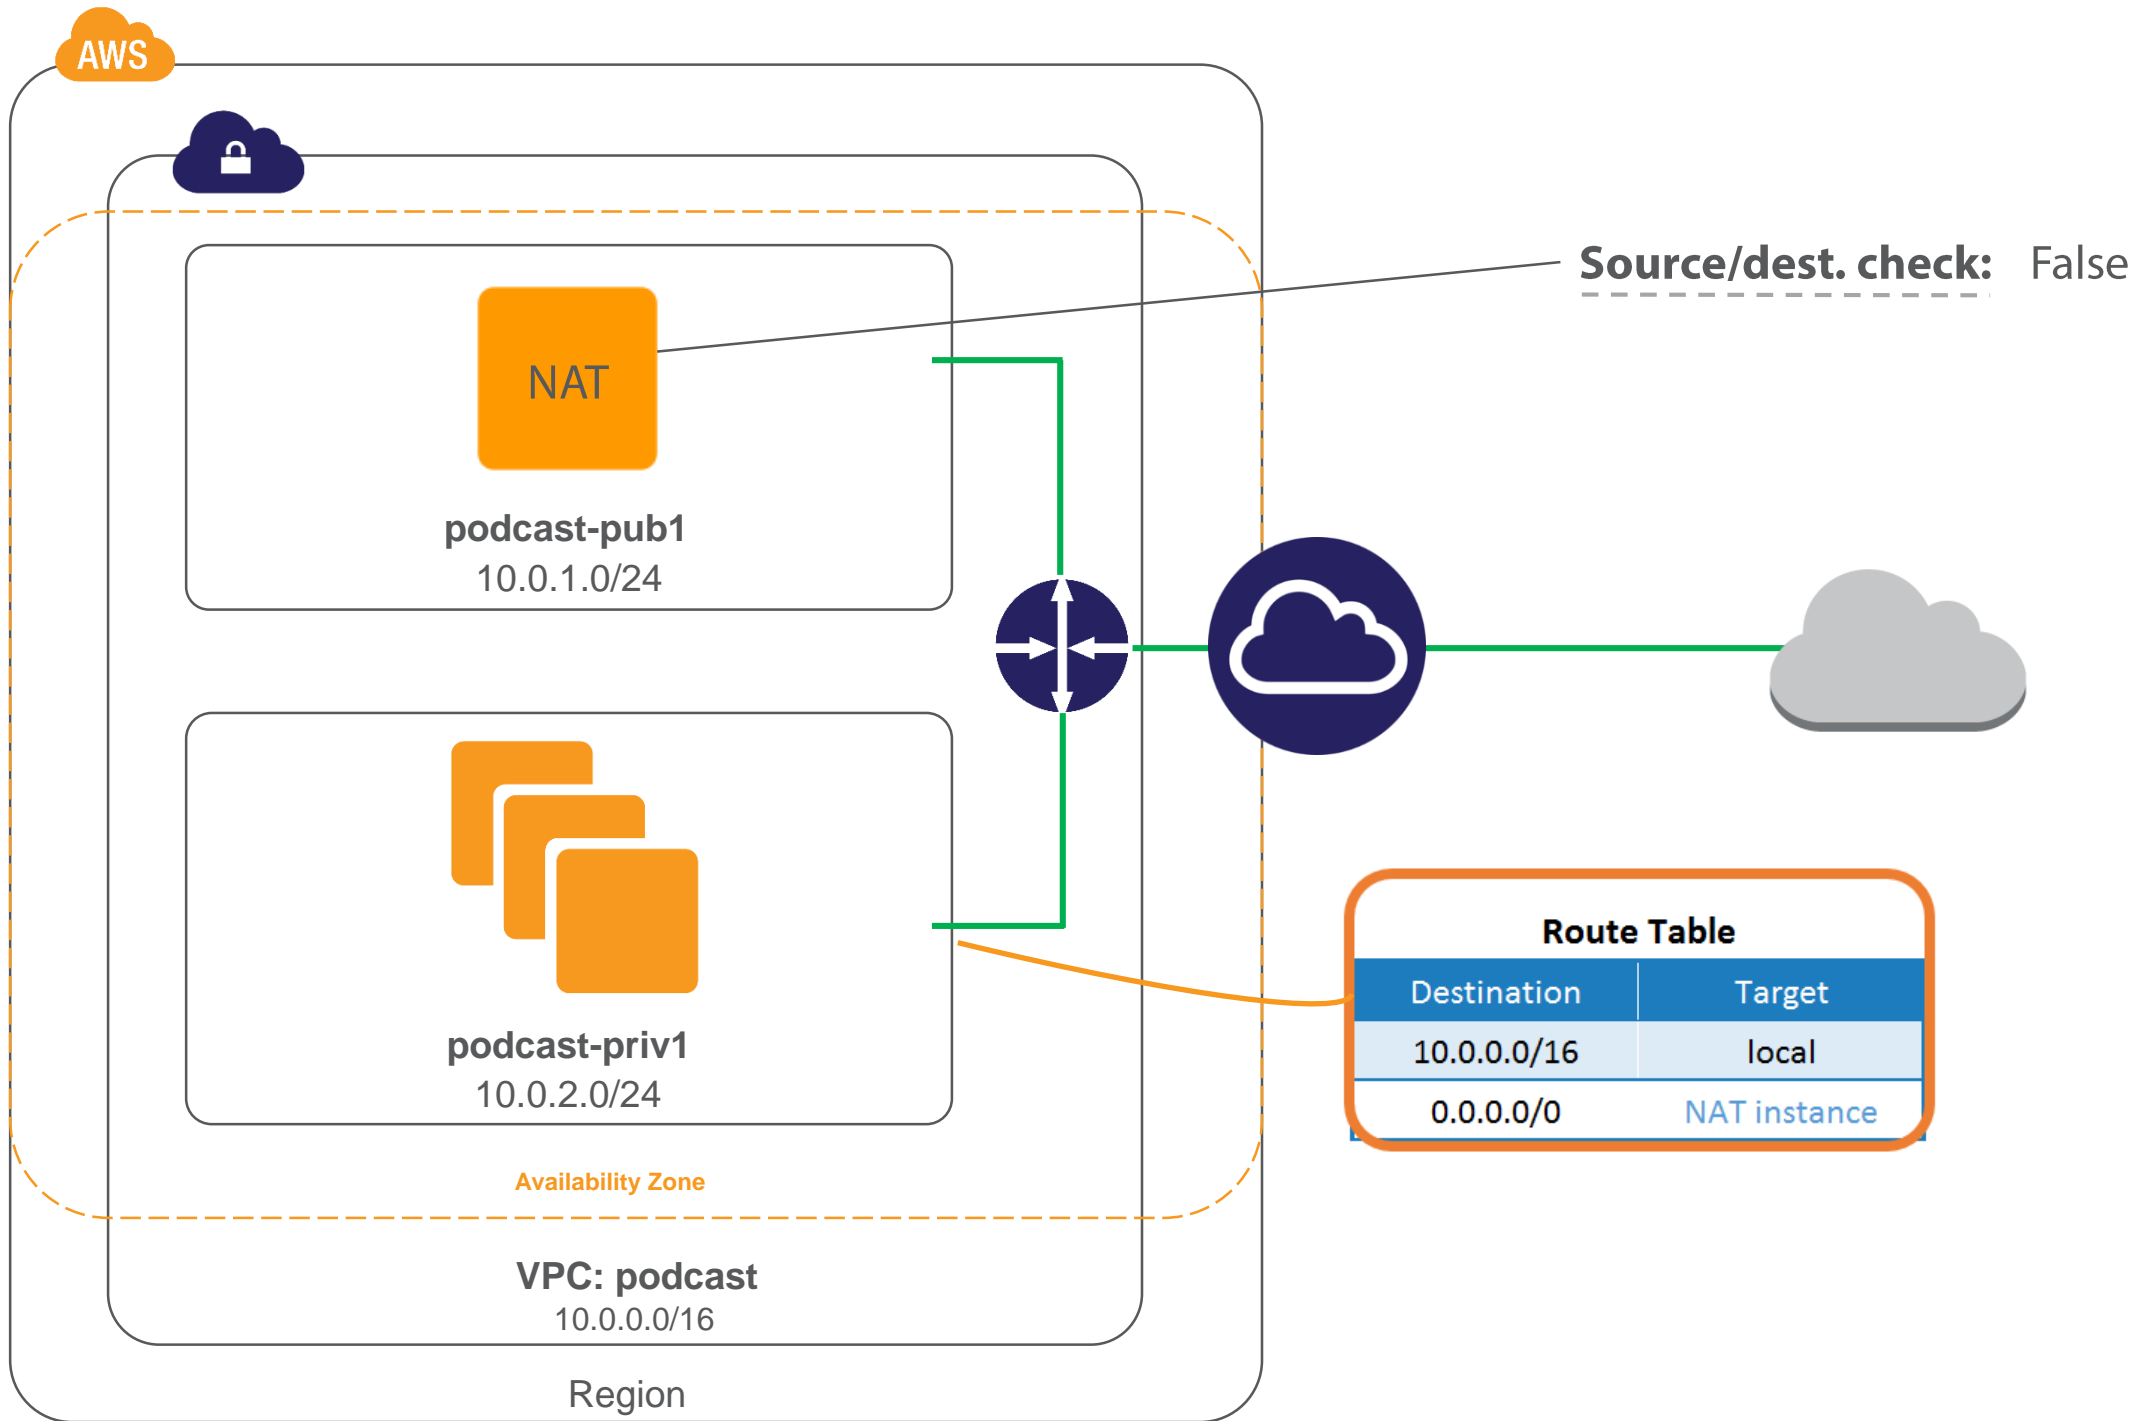 AWS
Source/dest. check: False
NAT
podcast-pub1
10.0.1.0/24
podcast-priv1
10.0.2.0/24
Route Table
Destination Target
10.0.0.0/16 local
0.0.0.0/0 NAT instance
Availability Zone
VPC: podcast
10.0.0.0/16
Region